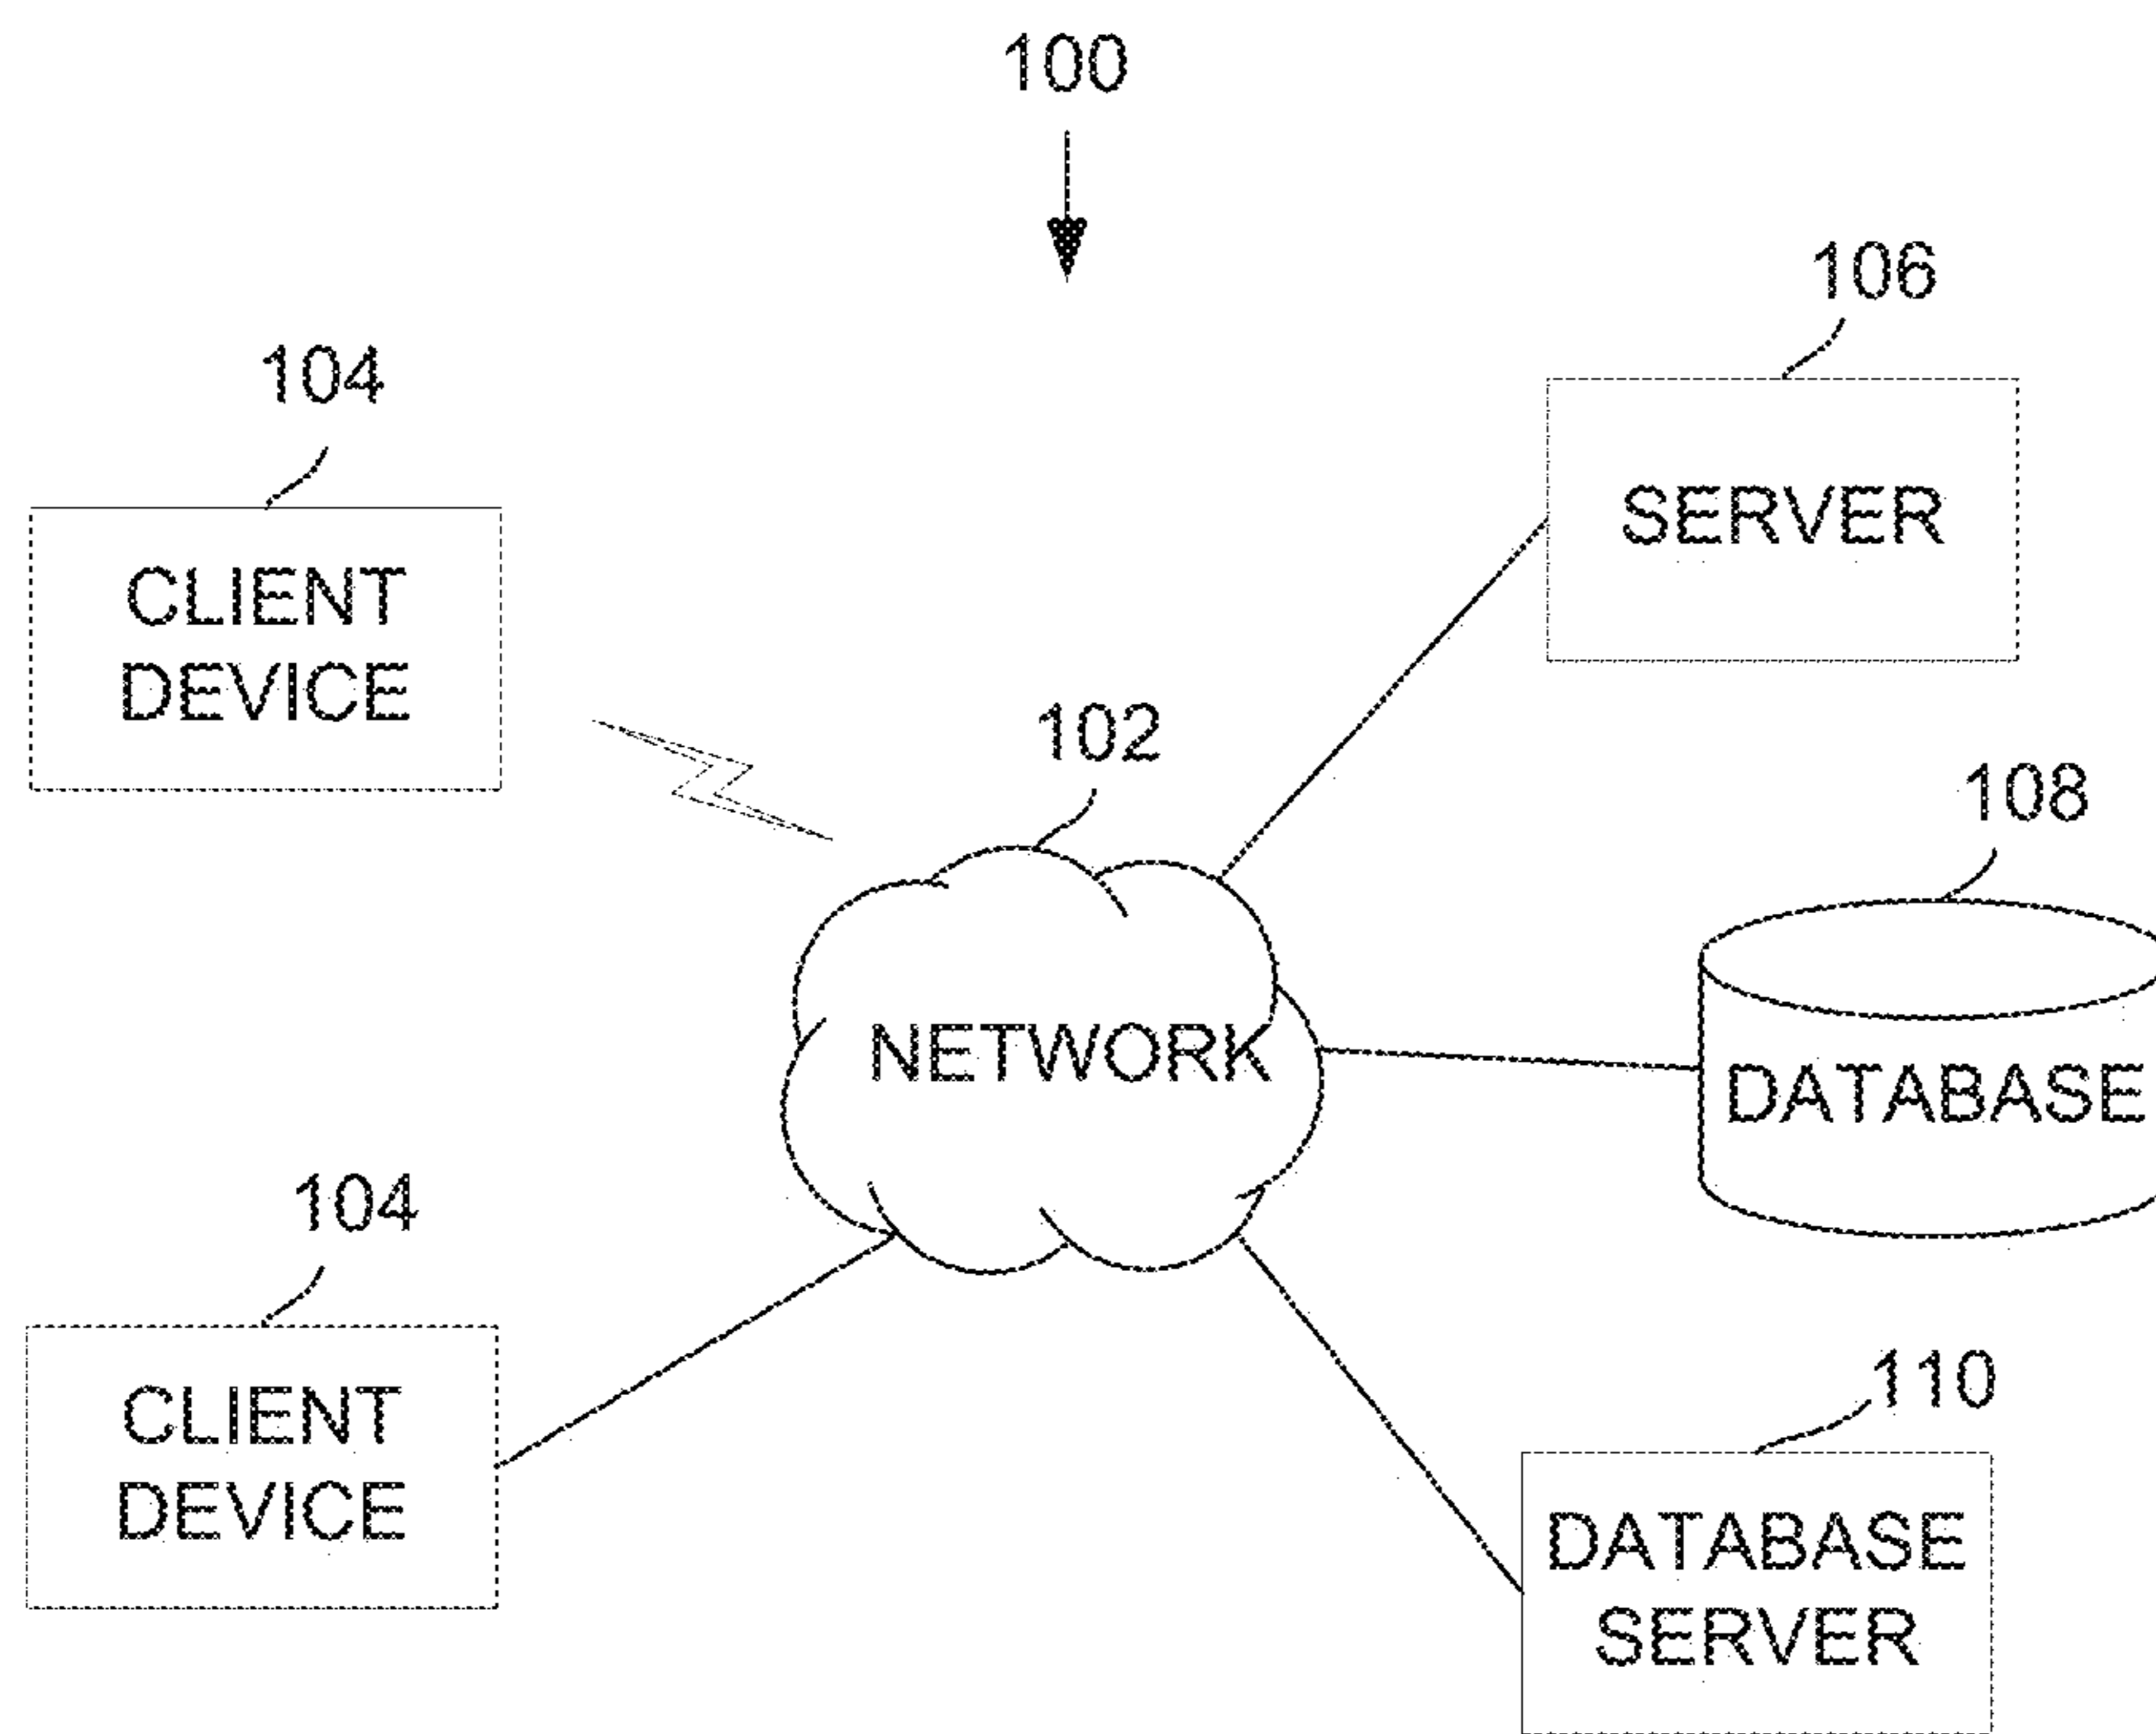 100
106
SERVER
104
CLIENT
DEVICE
102
NETWORK
108
DATABASE
104
CLIENT
DEVICE
110
DATABASE
SERVER